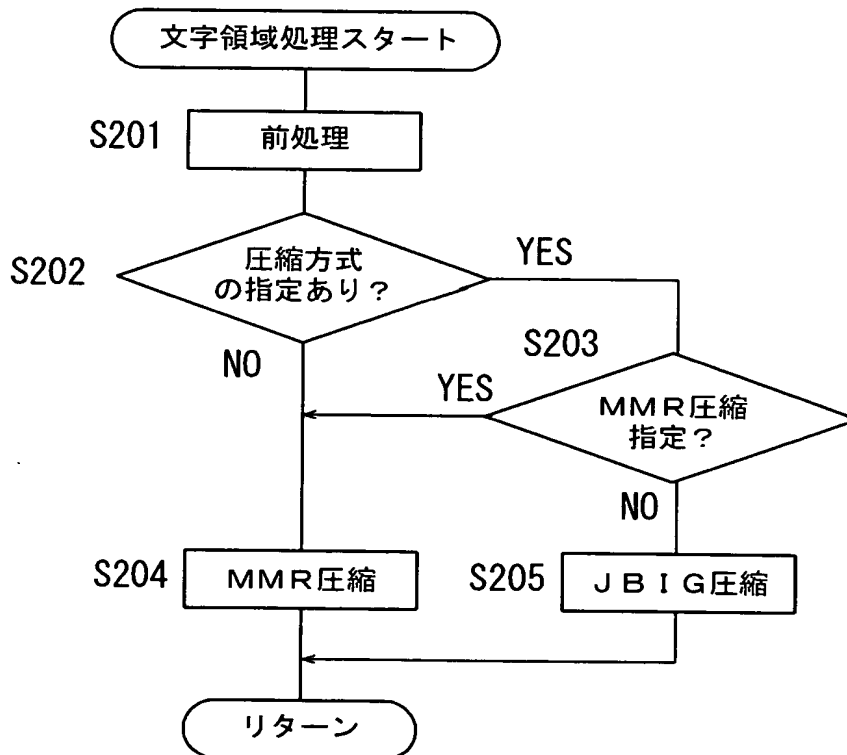 文字領域処理スタート
S201
前処理
S202
圧縮方式
の指定あり?
YES
NO
S203
YES
MMR圧縮
指定?
NO
S204
MMR圧縮
S205
JBIG圧縮
リターン